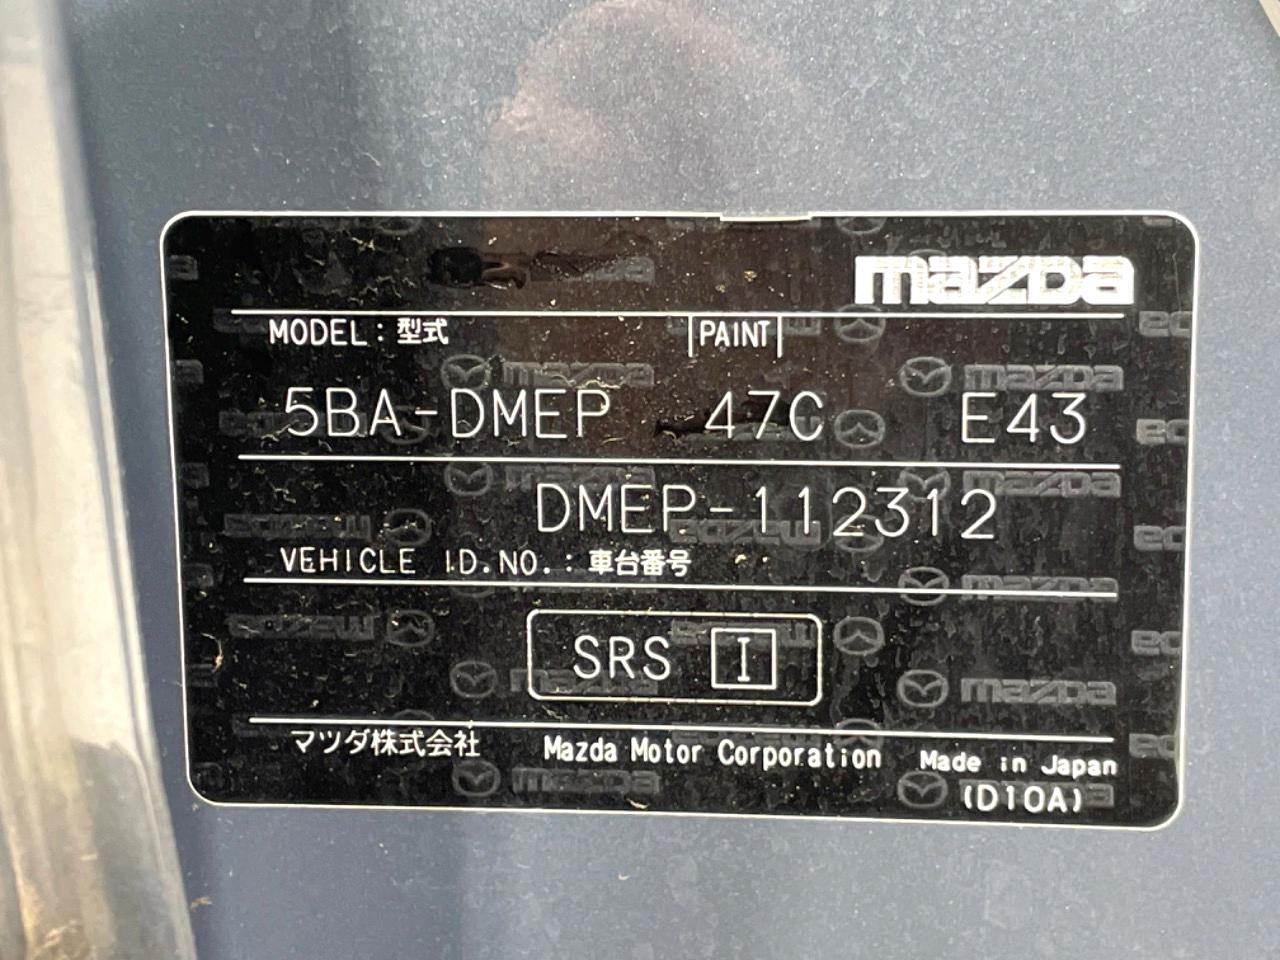 mazda
MODEL : 型式 PAINT
5BA-DMEP 47C E43
DMEP-112312
VEHICLE I.D.NO. : 車台番号
SRS I
マツダ株式会社 Mazda Motor Corporation Made in Japan
(D10A)